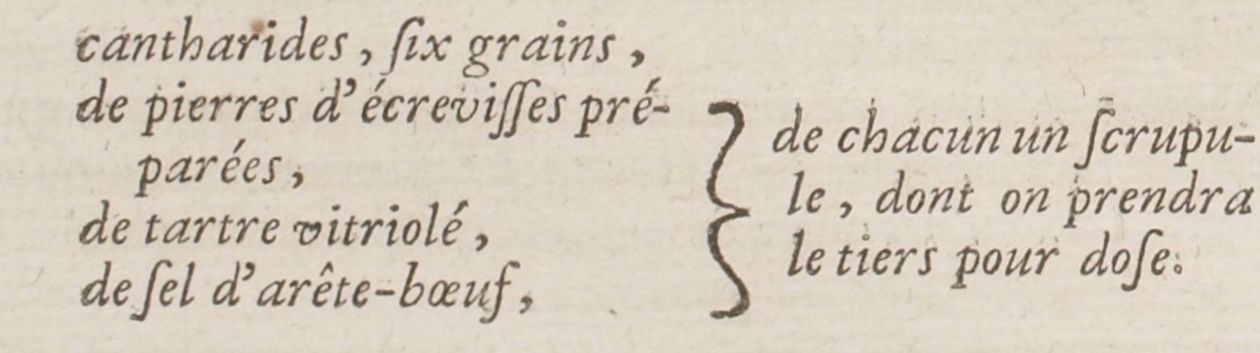 cantharides, ſix grains,
de pierres d'écreviſſes pré-
parées,
de tartre vitriolé,
de ſel d'arête-bœuf,
de chacun un ſcrupu-
le, dont on prendra
le tiers pour doſe.